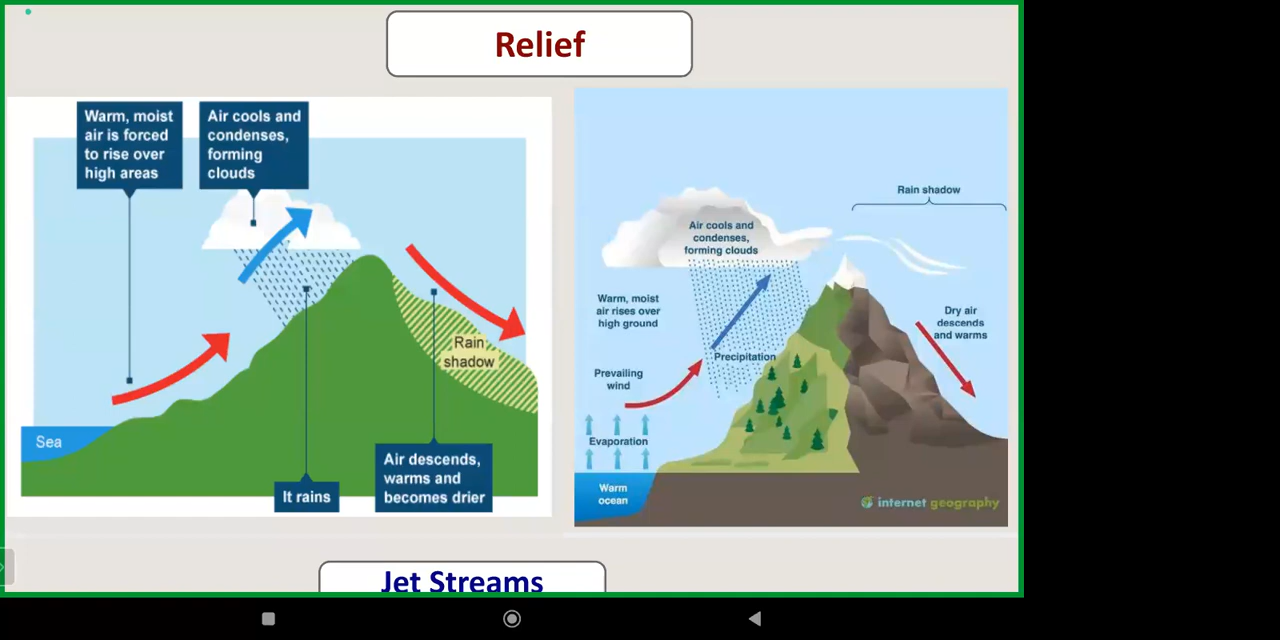 Relief
Warm, moist
air is forced
to rise over
high areas
Air cools and
condenses,
forming
clouds
Rain
shadow
Sea
It rains
Air descends,
warms and
becomes drier
Rain shadow
Air cools and
condenses,
forming clouds
Warm, moist
air rises over
high ground
Dry air
descends
and warms
Precipitation
Prevailing
wind
Evaporation
Warm
ocean
internet geography
Jet Streams